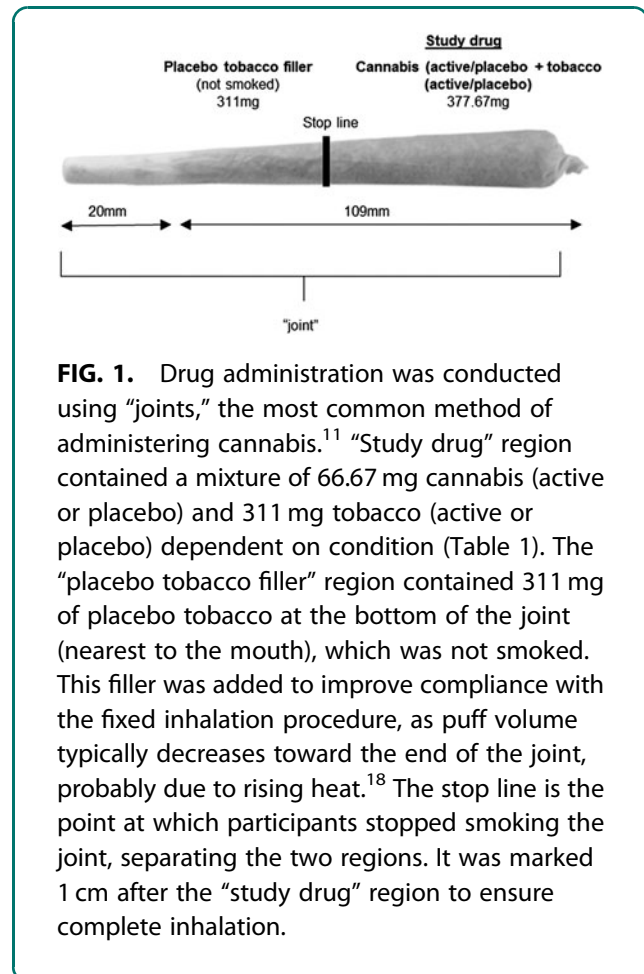 Study drug
Placebo tobacco filler
(not smoked)
311mg
Cannabis (active/placebo + tobacco
(active/placebo)
377.67mg
Stop line
20mm
109mm
"joint"
FIG. 1. Drug administration was conducted
using “joints,” the most common method of
administering cannabis.11 “Study drug” region
contained a mixture of 66.67 mg cannabis (active
or placebo) and 311 mg tobacco (active or
placebo) dependent on condition (Table 1). The
“placebo tobacco filler” region contained 311 mg
of placebo tobacco at the bottom of the joint
(nearest to the mouth), which was not smoked.
This filler was added to improve compliance with
the fixed inhalation procedure, as puff volume
typically decreases toward the end of the joint,
probably due to rising heat.18 The stop line is the
point at which participants stopped smoking the
joint, separating the two regions. It was marked
1 cm after the “study drug” region to ensure
complete inhalation.